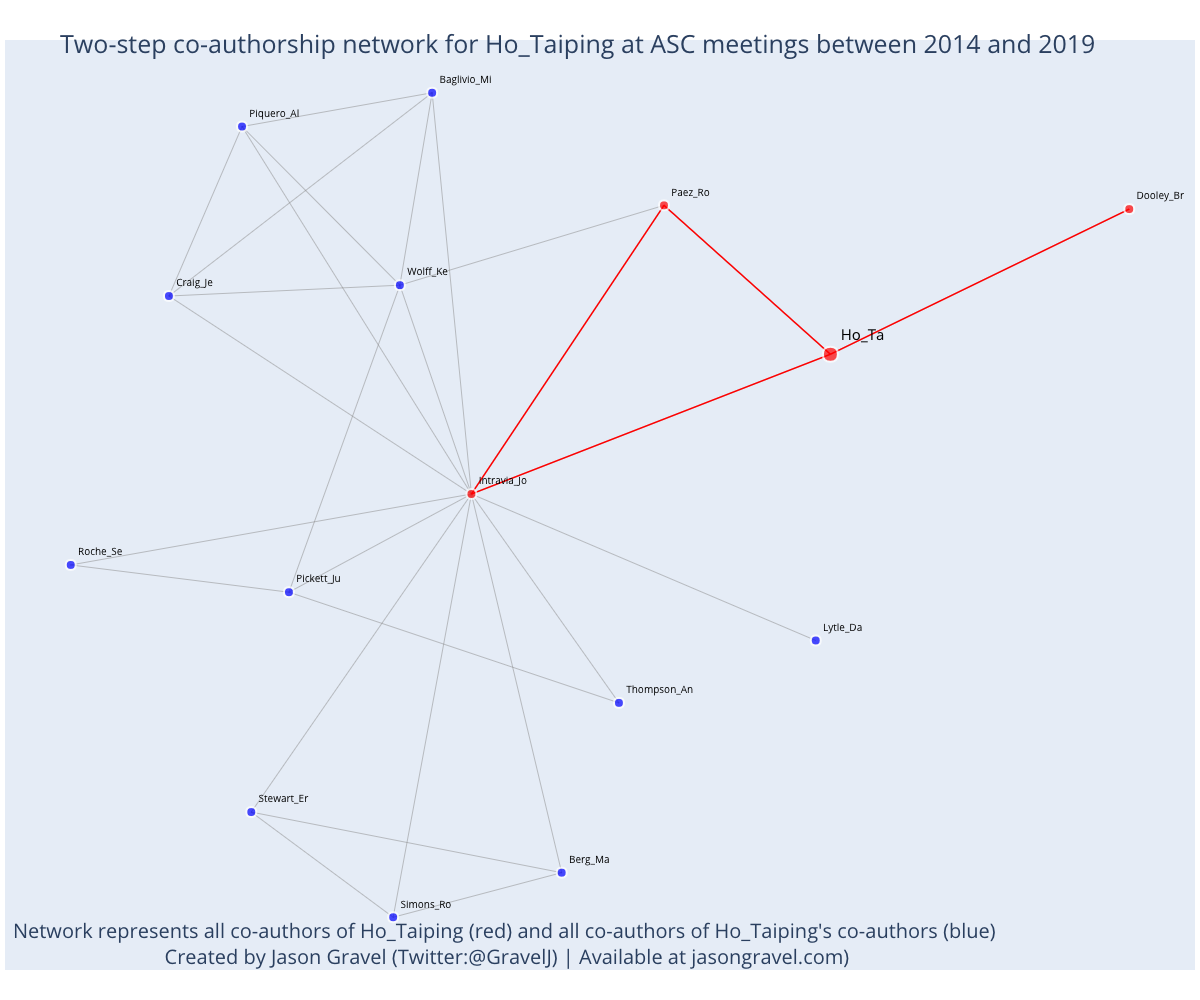 Two-step co-authorship network for Ho_Taiping at ASC meetings between 2014 and 2019
Baglivio_Mi
Piquero_Al
Paez_Ro
Dooley_Br
Wolff_Ke
Craig_Je
Ho_Ta
Intravia_Jo
Roche_Se
Pickett_Ju
Lytle_Da
Thompson_An
Stewart_Er
Berg_Ma
Simons_Ro
Network represents all co-authors of Ho_Taiping (red) and all co-authors of Ho_Taiping's co-authors (blue)
Created by Jason Gravel (Twitter:@GravelJ) | Available at jasongravel.com)